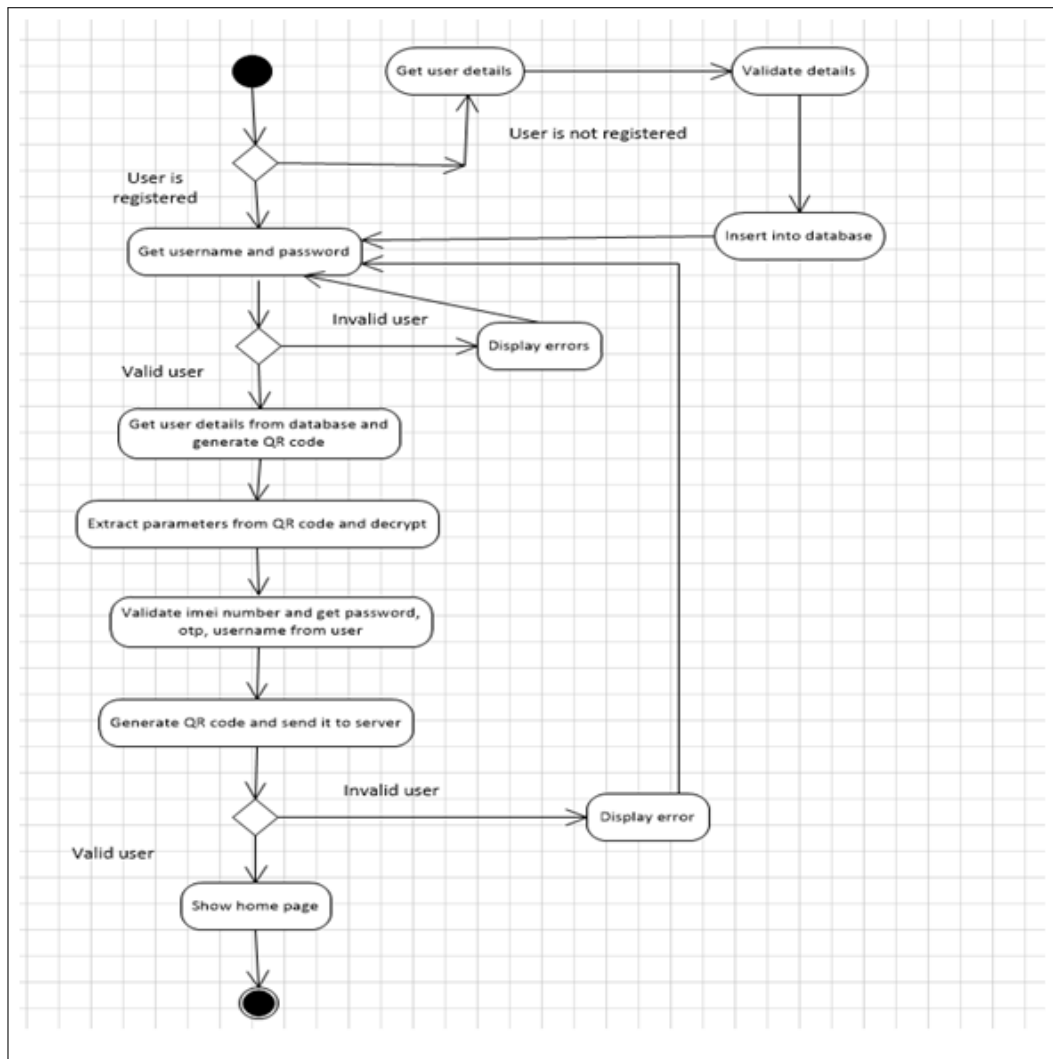 Get user details
Validate details
User is not registered
User is
registered
Insert into database
Get username and password
Invalid user
Display errors
Valid user
Get user details from database and
generate QR code
Extract parameters from QR code and decrypt
Validate imei number and get password,
otp, username from user
Generate QR code and send it to server
Invalid user
Display error
Valid user
Show home page